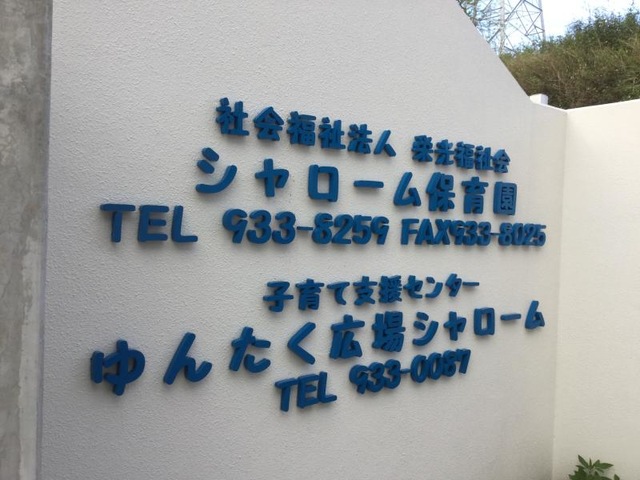 社会福祉法人 栄光福祉会
シャローム保育園
TEL 933-8259 FAX933-8025
子育て支援センター
ゆんたく広場シャローム
TEL 933-0087